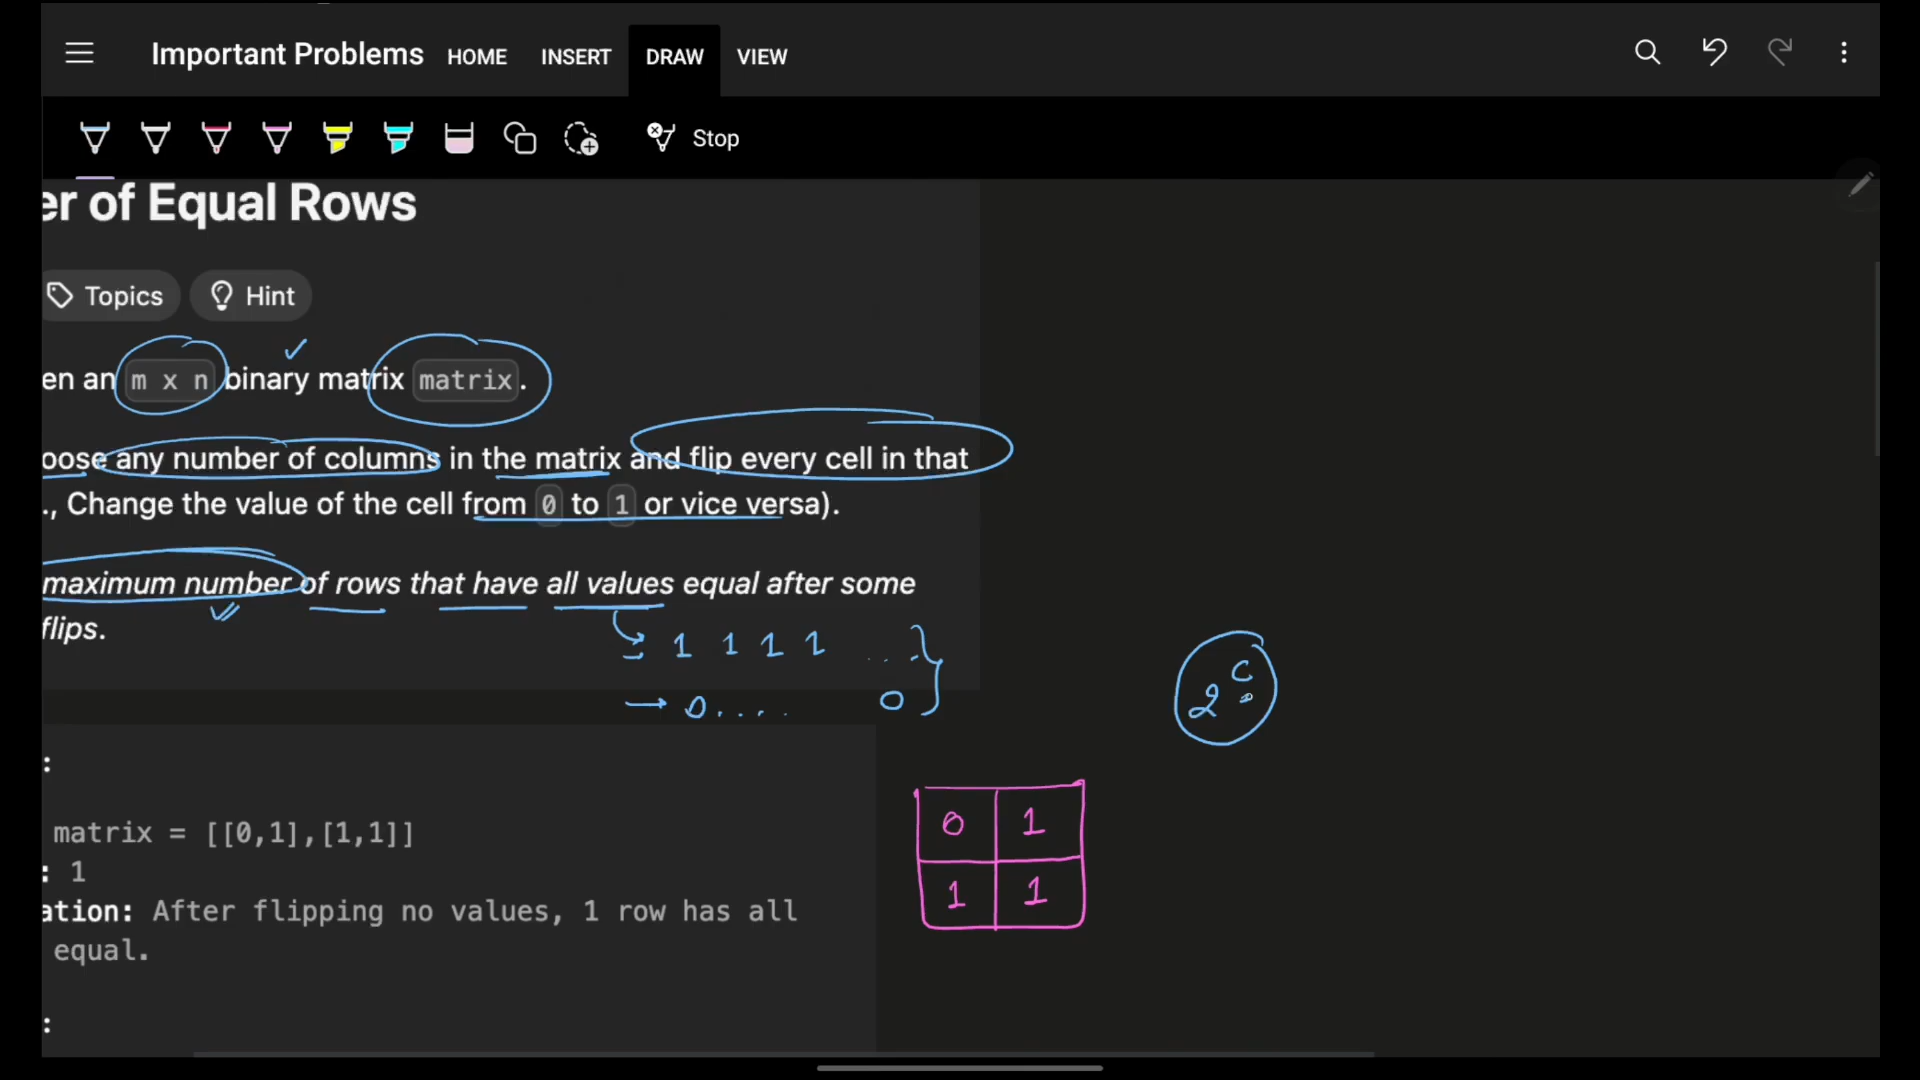 Important Problems HOME INSERT DRAW VIEW
Stop
er of Equal Rows
Topics Hint
en an m x n binary matrix matrix.
oose any number of columns in the matrix and flip every cell in that
., Change the value of the cell from 0 to 1 or vice versa).
maximum number of rows that have all values equal after some
flips.
1 1 1 1 ...
0.... 0
2^c
:
matrix = [[0,1],[1,1]]
: 1
ation: After flipping no values, 1 row has all
equal.
:
0 1
1 1